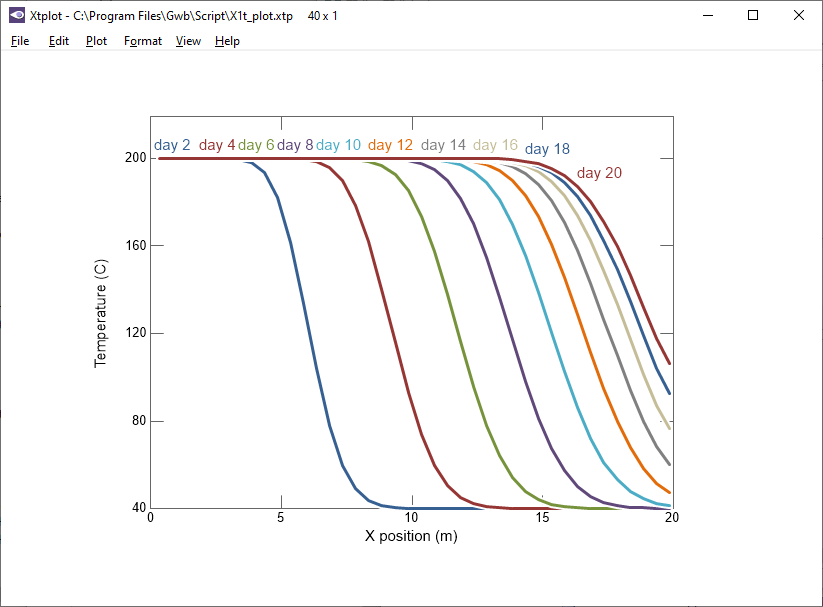 Xtplot - C:\Program Files\Gwb\Script\X1t_plot.xtp 40 x 1
File Edit Plot Format View Help
day 2 day 4 day 6 day 8 day 10 day 12 day 14 day 16 day 18
day 20
200
160
120
80
40
Temperature (C)
0 5 10 15 20
X position (m)